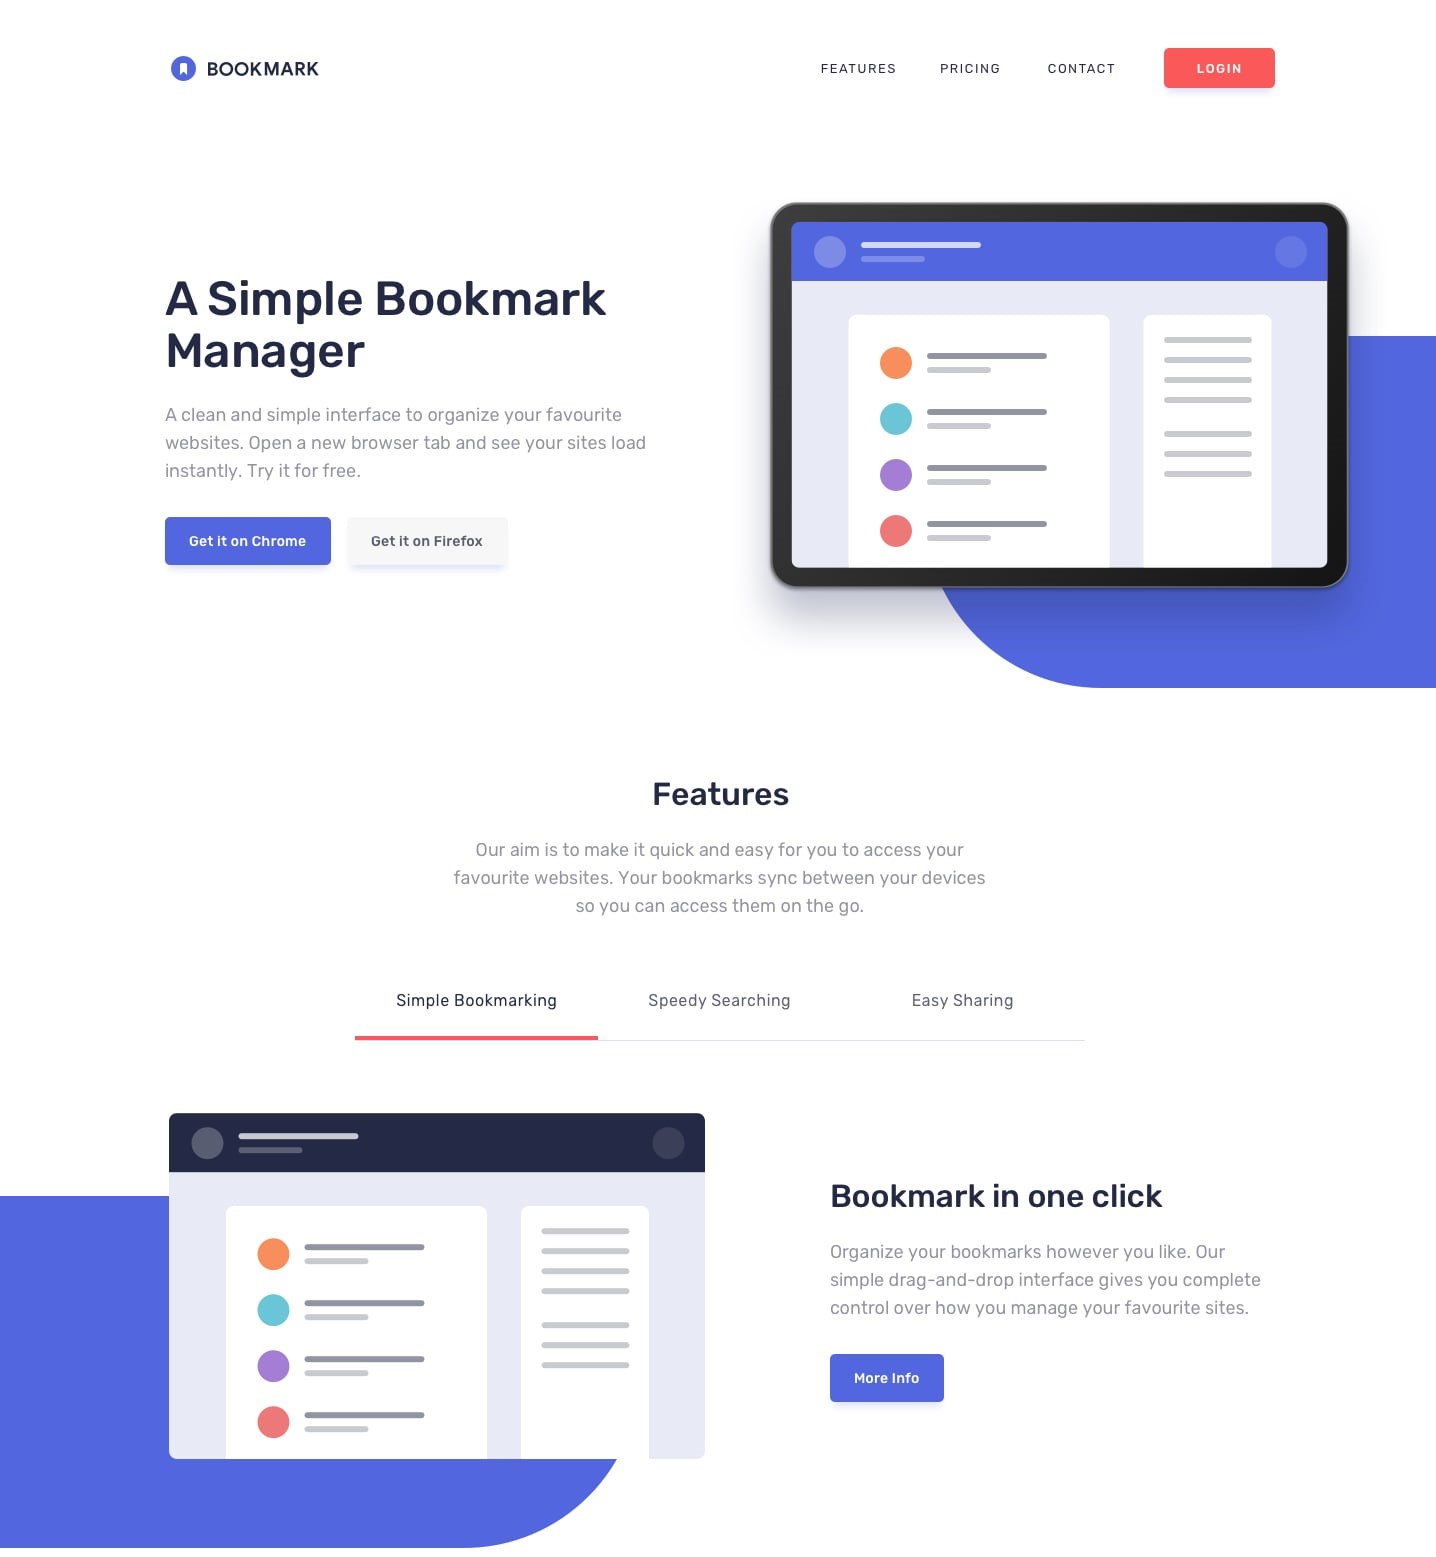 BOOKMARK
FEATURES PRICING CONTACT LOGIN
A Simple Bookmark
Manager
A clean and simple interface to organize your favourite
websites. Open a new browser tab and see your sites load
instantly. Try it for free.
Get it on Chrome Get it on Firefox
Features
Our aim is to make it quick and easy for you to access your
favourite websites. Your bookmarks sync between your devices
so you can access them on the go.
Simple Bookmarking Speedy Searching Easy Sharing
Bookmark in one click
Organize your bookmarks however you like. Our
simple drag-and-drop interface gives you complete
control over how you manage your favourite sites.
More Info